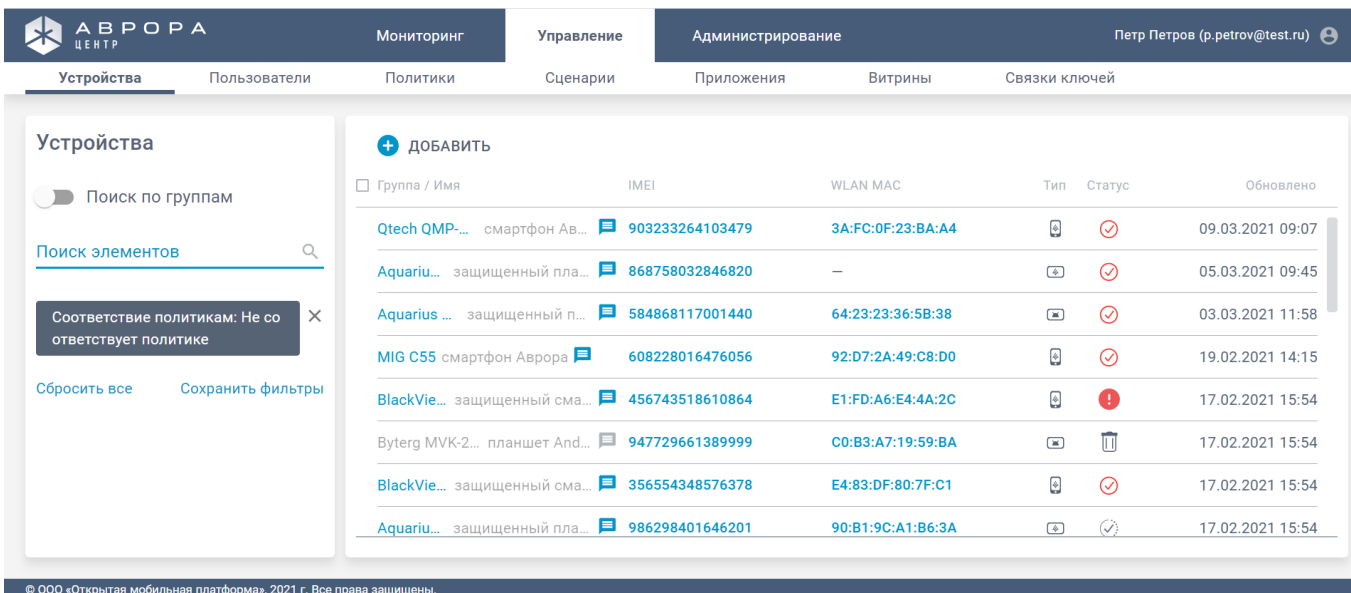 АВРОРА
ЦЕНТР
Мониторинг Управление Администрирование Петр Петров (p.petrov@test.ru)
Устройства Пользователи Политики Сценарии Приложения Витрины Связки ключей
Устройства
Поиск по группам
Поиск элементов
Соответствие политикам: Не со
ответствует политике
Сбросить все Сохранить фильтры
ДОБАВИТЬ
Группа / Имя IMEI WLAN MAC Тип Статус Обновлено
Qtech QMP-... смартфон Ав... 903233264103479 3A:FC:0F:23:BA:A4 09.03.2021 09:07
Aquariu... защищенный пла... 868758032846820 — 05.03.2021 09:45
Aquarius ... защищенный п... 584868117001440 64:23:23:36:5B:38 03.03.2021 11:58
MIG C55 смартфон Аврора 608228016476056 92:D7:2A:49:C8:D0 19.02.2021 14:15
BlackVie... защищенный сма... 456743518610864 E1:FD:A6:E4:4A:2C 17.02.2021 15:54
Byterg MVK-2... планшет And... 947729661389999 C0:B3:A7:19:59:BA 17.02.2021 15:54
BlackVie... защищенный сма... 356554348576378 E4:83:DF:80:7F:C1 17.02.2021 15:54
Aquariu... защищенный пла... 986298401646201 90:B1:9C:A1:B6:3A 17.02.2021 15:54
© ООО «Открытая мобильная платформа», 2021 г. Все права защищены.